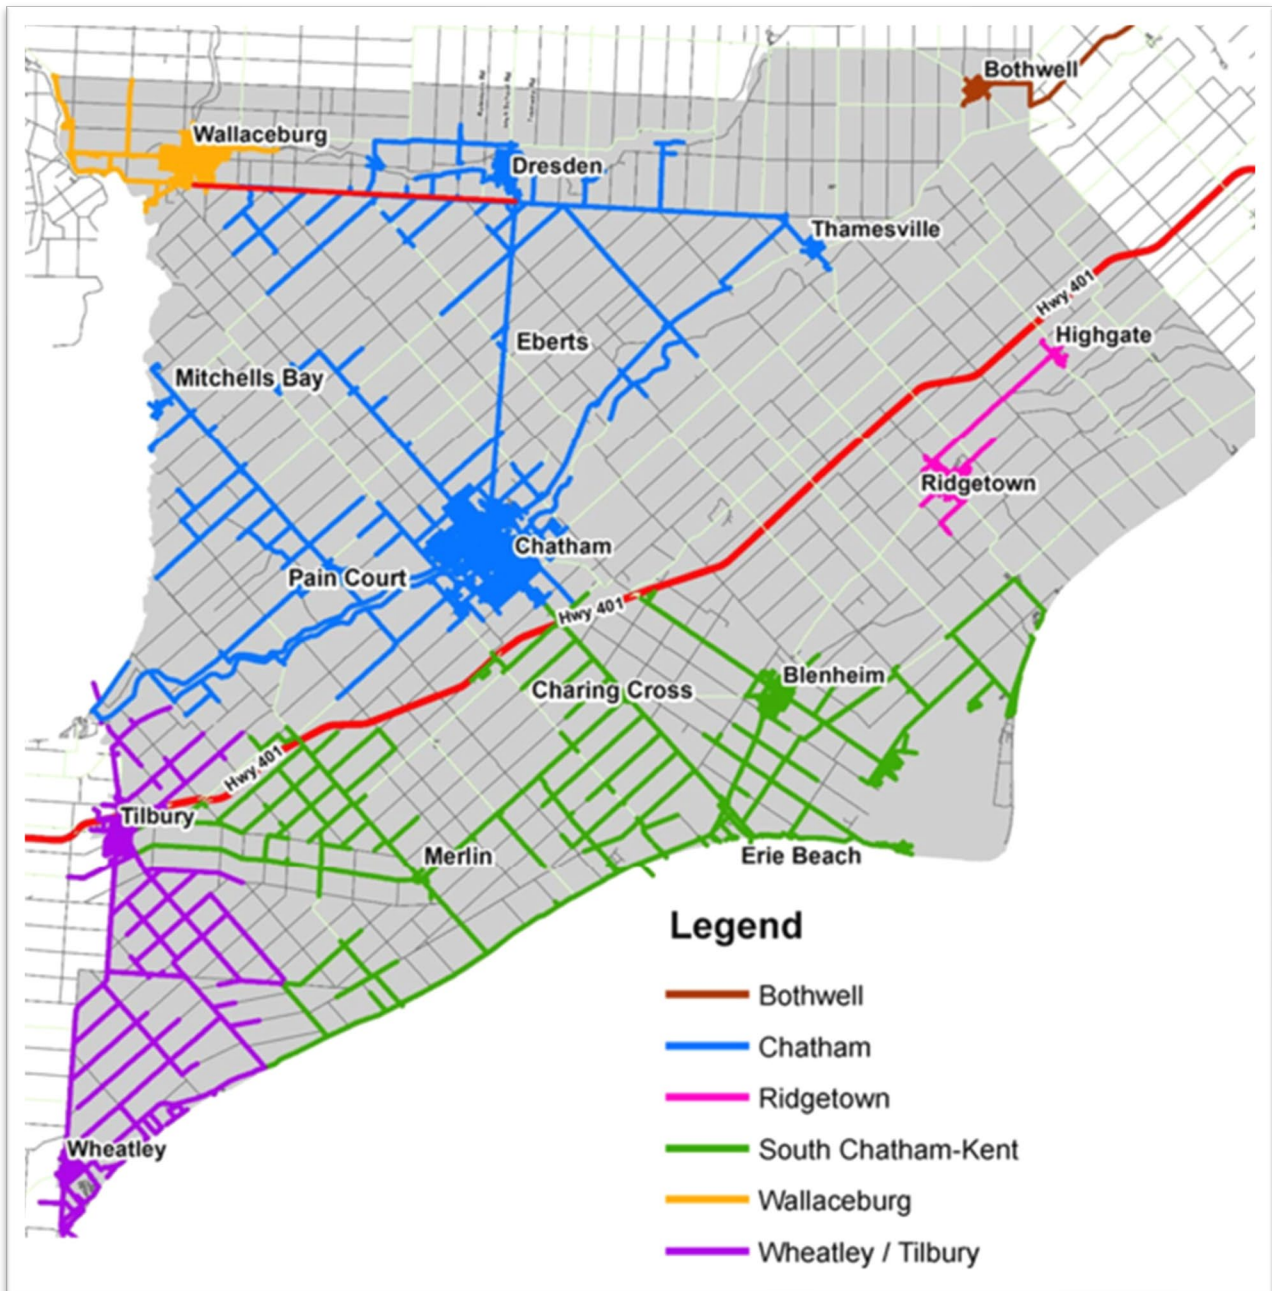 Bothwell
Wallaceburg
Dresden
Thamesville
Hwy 401
Highgate
Eberts
Mitchells Bay
Ridgetown
Chatham
Pain Court
Hwy 401
Blenheim
Charing Cross
Hwy 401
Tilbury
Merlin
Erie Beach
Wheatley
Legend
Bothwell
Chatham
Ridgetown
South Chatham-Kent
Wallaceburg
Wheatley / Tilbury